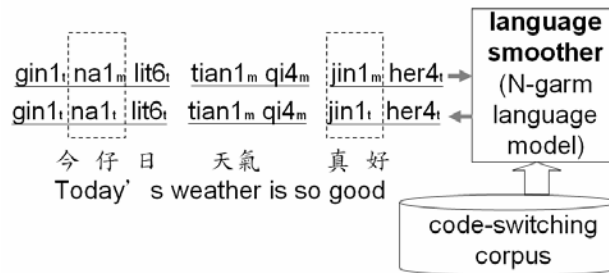 gin1t na1m lit6t tian1m qi4m jin1m her4t
gin1t na1t lit6t tian1m qi4m jin1t her4t
今 仔 日 天氣 真 好
Today's weather is so good
language
smoother
(N-garm
language
model)
code-switching
corpus